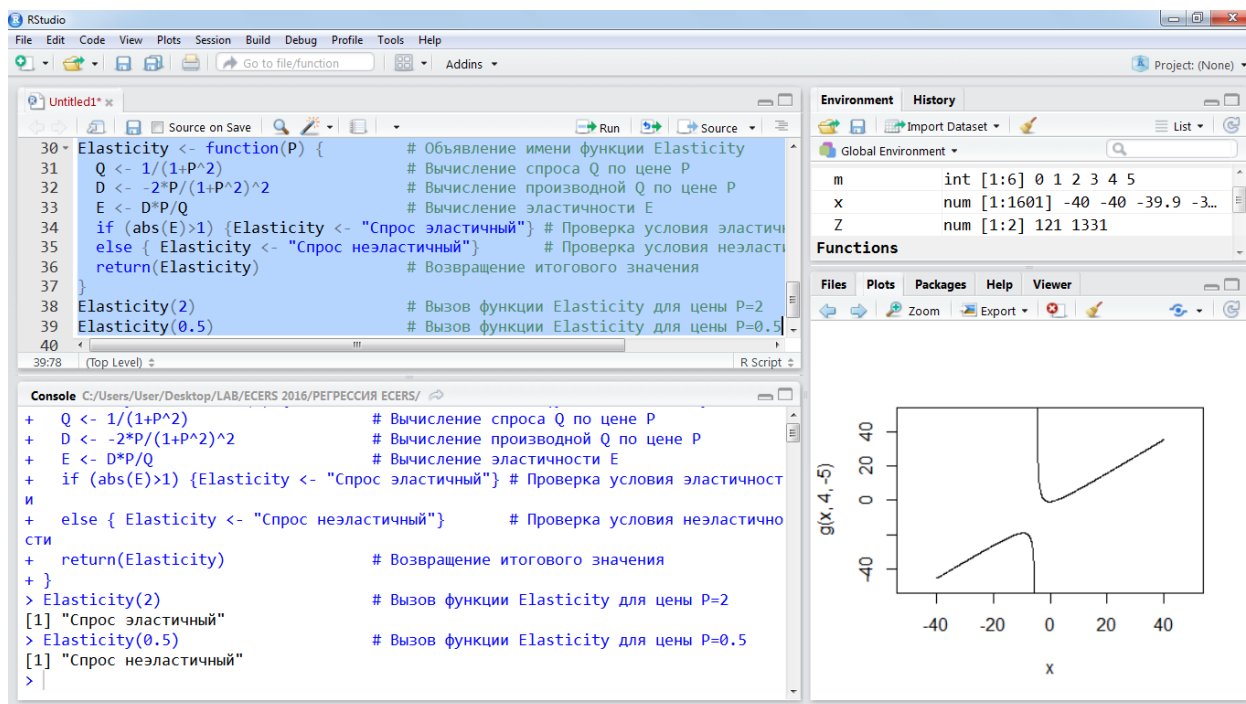 RStudio
File Edit Code View Plots Session Build Debug Profile Tools Help
Go to file/function
Addins
Project: (None)
Untitled1*
Source on Save
Run
Source
30 Elasticity <- function(P) { # Объявление имени функции Elasticity
31 Q <- 1/(1+P^2) # Вычисление спроса Q по цене P
32 D <- -2*P/(1+P^2)^2 # Вычисление производной Q по цене P
33 E <- D*P/Q # Вычисление эластичности E
34 if (abs(E)>1) {Elasticity <- "Спрос эластичный"} # Проверка условия эластичн
35 else { Elasticity <- "Спрос неэластичный"} # Проверка условия неэласти
36 return(Elasticity) # Возвращение итогового значения
37 }
38 Elasticity(2) # Вызов функции Elasticity для цены P=2
39 Elasticity(0.5) # Вызов функции Elasticity для цены P=0.5
40
39:78 (Top Level) R Script
Console C:/Users/User/Desktop/LAB/ECERS 2016/РЕГРЕССИЯ ECERS/
+ Q <- 1/(1+P^2) # Вычисление спроса Q по цене P
+ D <- -2*P/(1+P^2)^2 # Вычисление производной Q по цене P
+ E <- D*P/Q # Вычисление эластичности E
+ if (abs(E)>1) {Elasticity <- "Спрос эластичный"} # Проверка условия эластичност
и
+ else { Elasticity <- "Спрос неэластичный"} # Проверка условия неэластично
сти
+ return(Elasticity) # Возвращение итогового значения
+ }
> Elasticity(2) # Вызов функции Elasticity для цены P=2
[1] "Спрос эластичный"
> Elasticity(0.5) # Вызов функции Elasticity для цены P=0.5
[1] "Спрос неэластичный"
>
Environment History
Import Dataset
List
Global Environment
m int [1:6] 0 1 2 3 4 5
x num [1:1601] -40 -40 -39.9 -3…
Z num [1:2] 121 1331
Functions
Files Plots Packages Help Viewer
Zoom Export
g(x, 4, -5)
40
20
0
-40
-40 -20 0 20 40
x